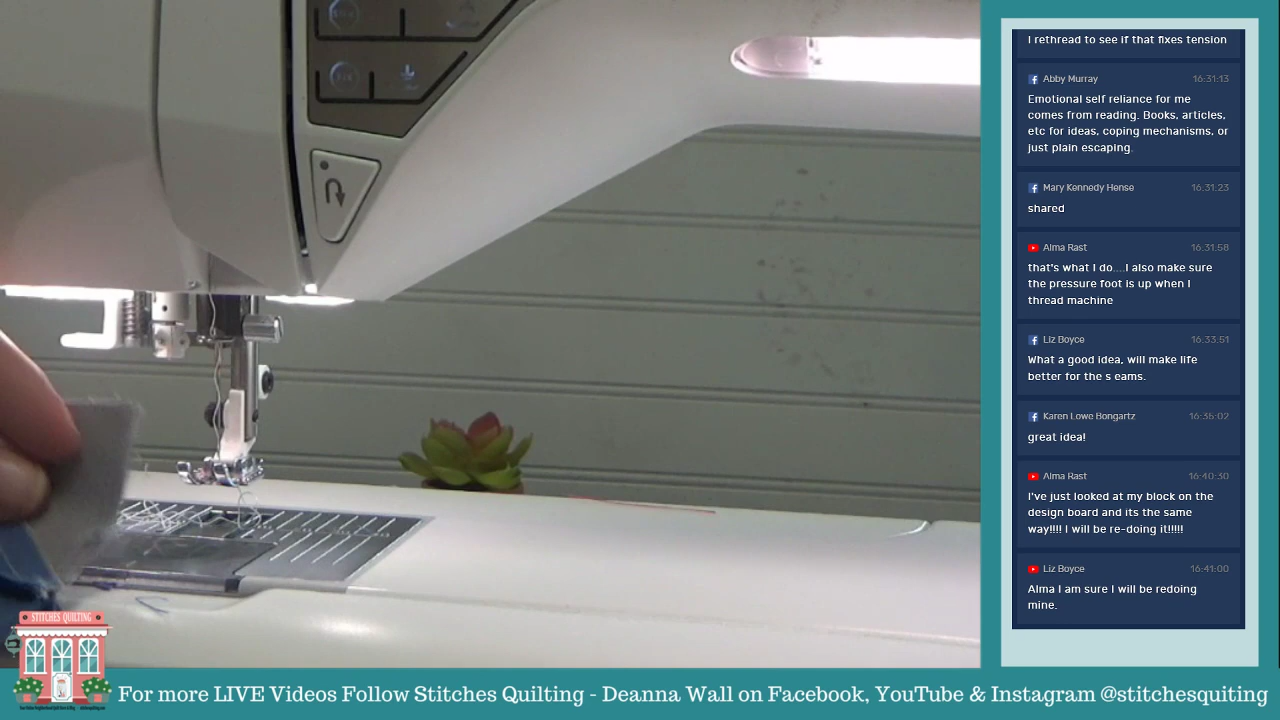 I rethread to see if that fixes tension
Abby Murray 16:31:13
Emotional self reliance for me
comes from reading. Books, articles,
etc for ideas, coping mechanisms, or
just plain escaping.
Mary Kennedy Hense 16:31:23
shared
Alma Rast 16:31:58
that's what I do....I also make sure
the pressure foot is up when I
thread machine
Liz Boyce 16:33:51
What a good idea, will make life
better for the s eams.
Karen Lowe Bongartz 16:36:02
great idea!
Alma Rast 16:40:30
I've just looked at my block on the
design board and its the same
way!!!! I will be re-doing it!!!!!
Liz Boyce 16:41:00
Alma I am sure I will be redoing
mine.
STITCHES QUILTING
For more LIVE Videos Follow Stitches Quilting - Deanna Wall on Facebook, YouTube & Instagram @stitchesquiting